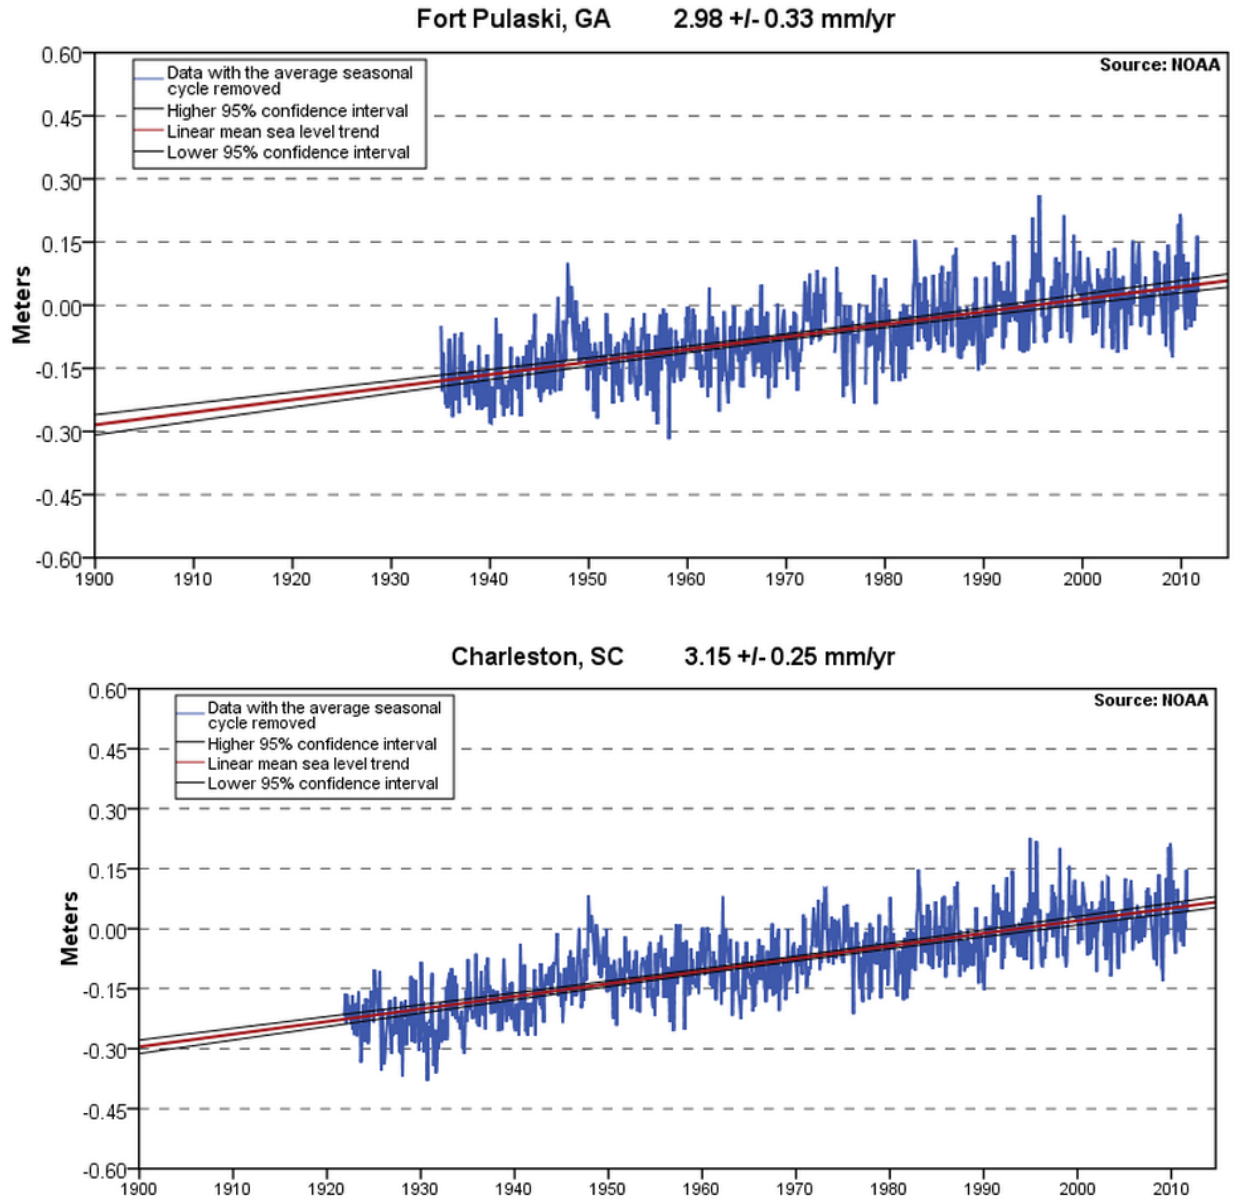 Fort Pulaski, GA 2.98 +/- 0.33 mm/yr
Source: NOAA
Data with the average seasonal
cycle removed
Higher 95% confidence interval
Linear mean sea level trend
Lower 95% confidence interval
Meters
0.60
0.45
0.30
0.15
0.00
-0.15
-0.30
-0.45
-0.60
1900 1910 1920 1930 1940 1950 1960 1970 1980 1990 2000 2010
Charleston, SC 3.15 +/- 0.25 mm/yr
Source: NOAA
Data with the average seasonal
cycle removed
Higher 95% confidence interval
Linear mean sea level trend
Lower 95% confidence interval
Meters
0.60
0.45
0.30
0.15
0.00
-0.15
-0.30
-0.45
-0.60
1900 1910 1920 1930 1940 1950 1960 1970 1980 1990 2000 2010